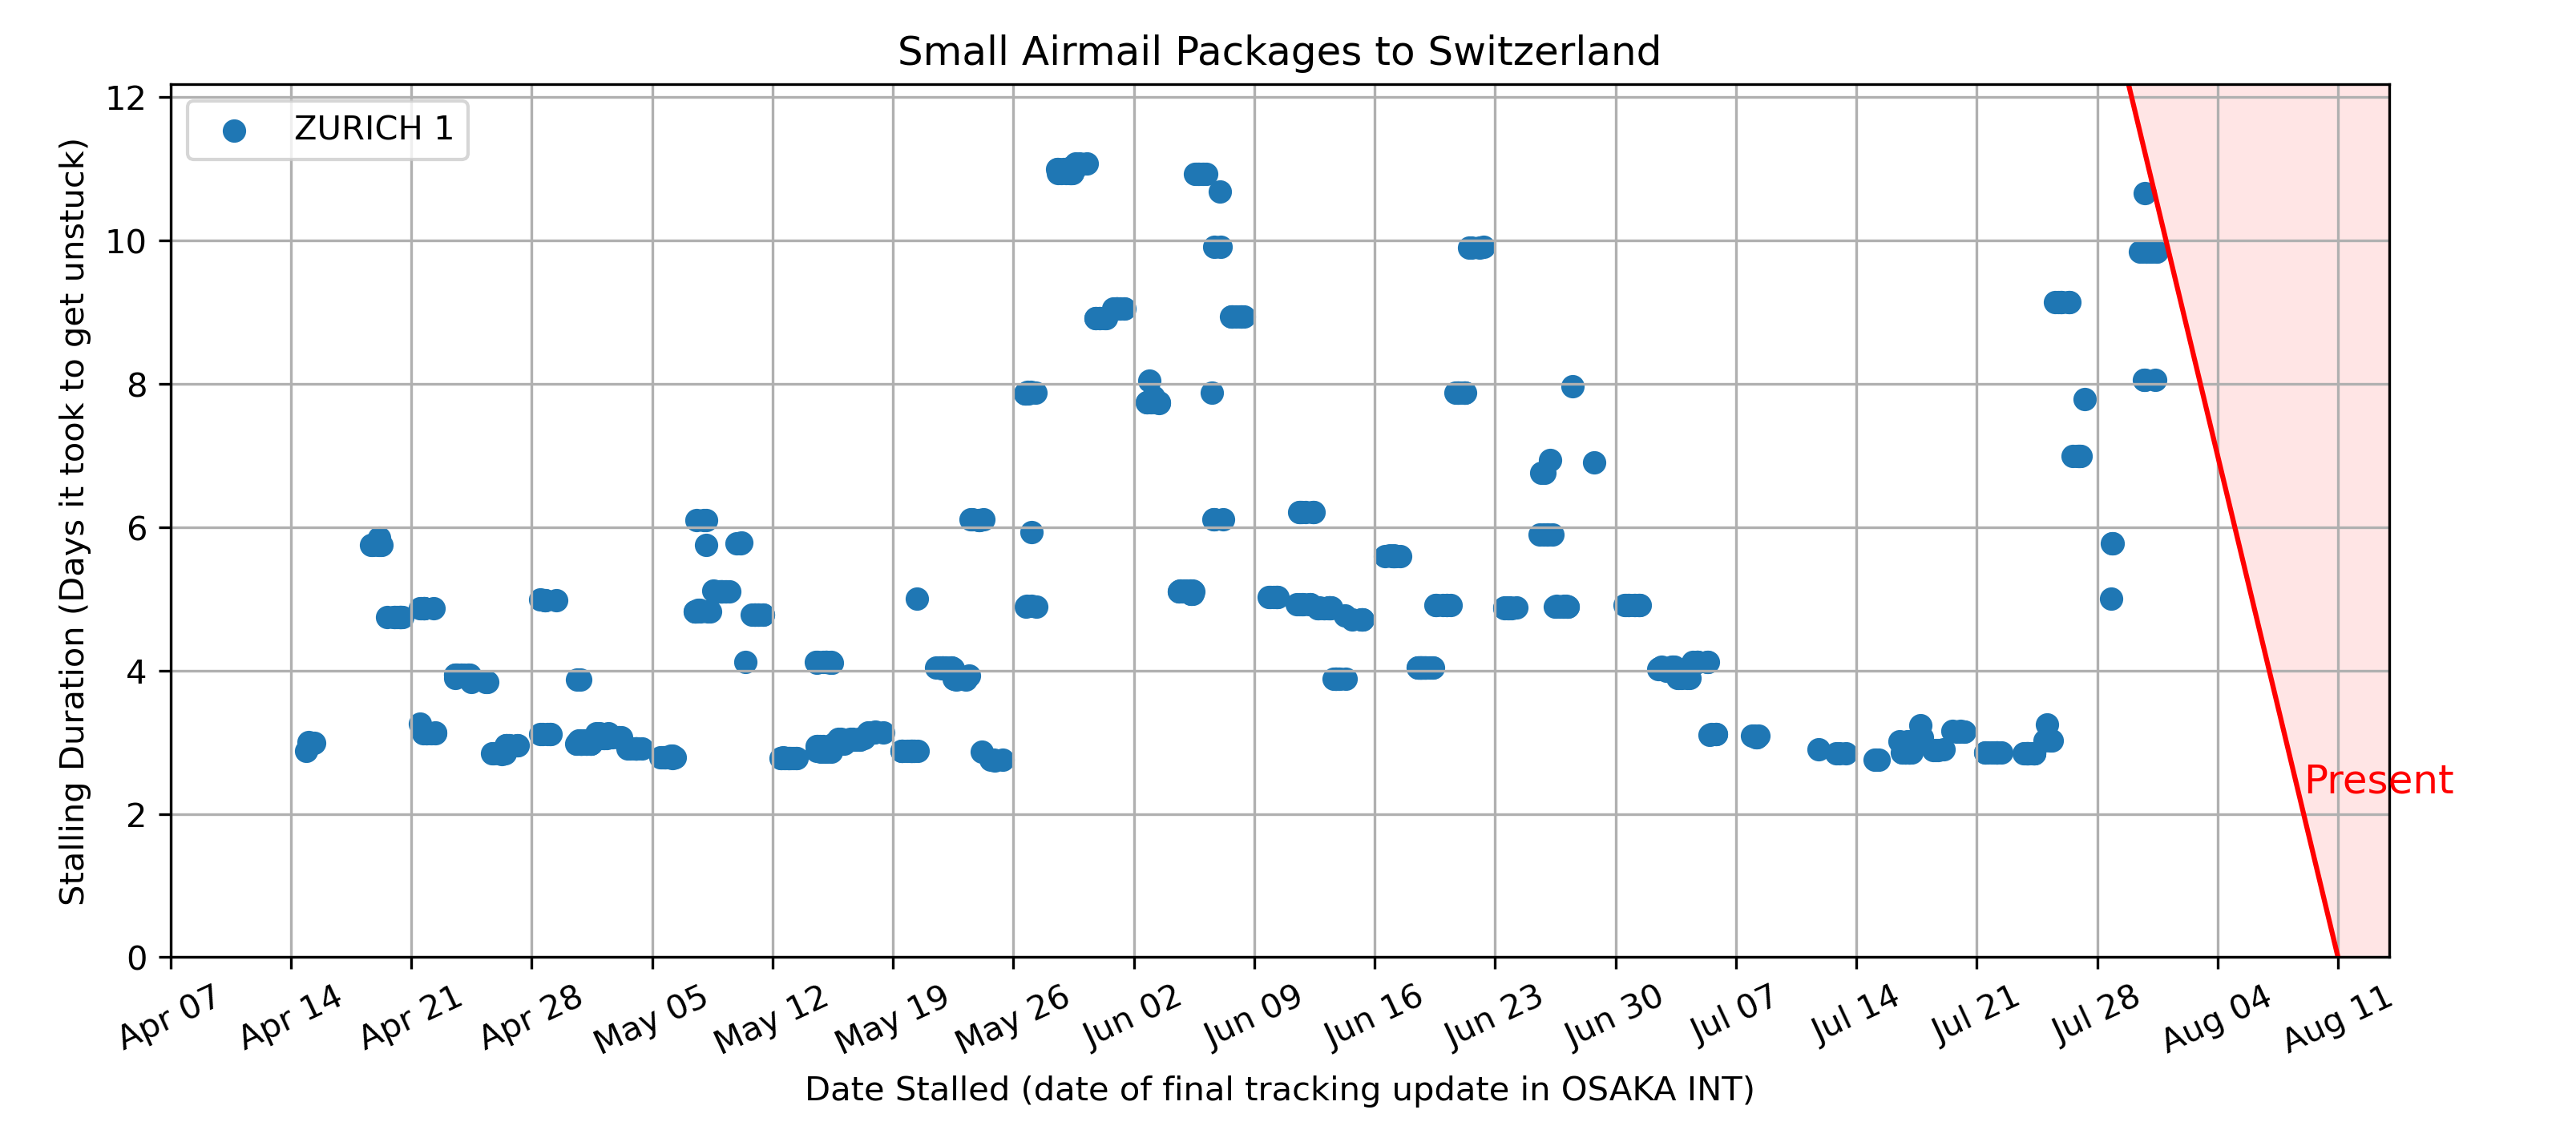 Small Airmail Packages to Switzerland
ZURICH 1
Stalling Duration (Days it took to get unstuck)
12
10
8
6
4
2
0
Present
Apr 07
Apr 14
Apr 21
Apr 28
May 05
May 12
May 19
May 26
Jun 02
Jun 09
Jun 16
Jun 23
Jun 30
Jul 07
Jul 14
Jul 21
Jul 28
Aug 04
Aug 11
Date Stalled (date of final tracking update in OSAKA INT)